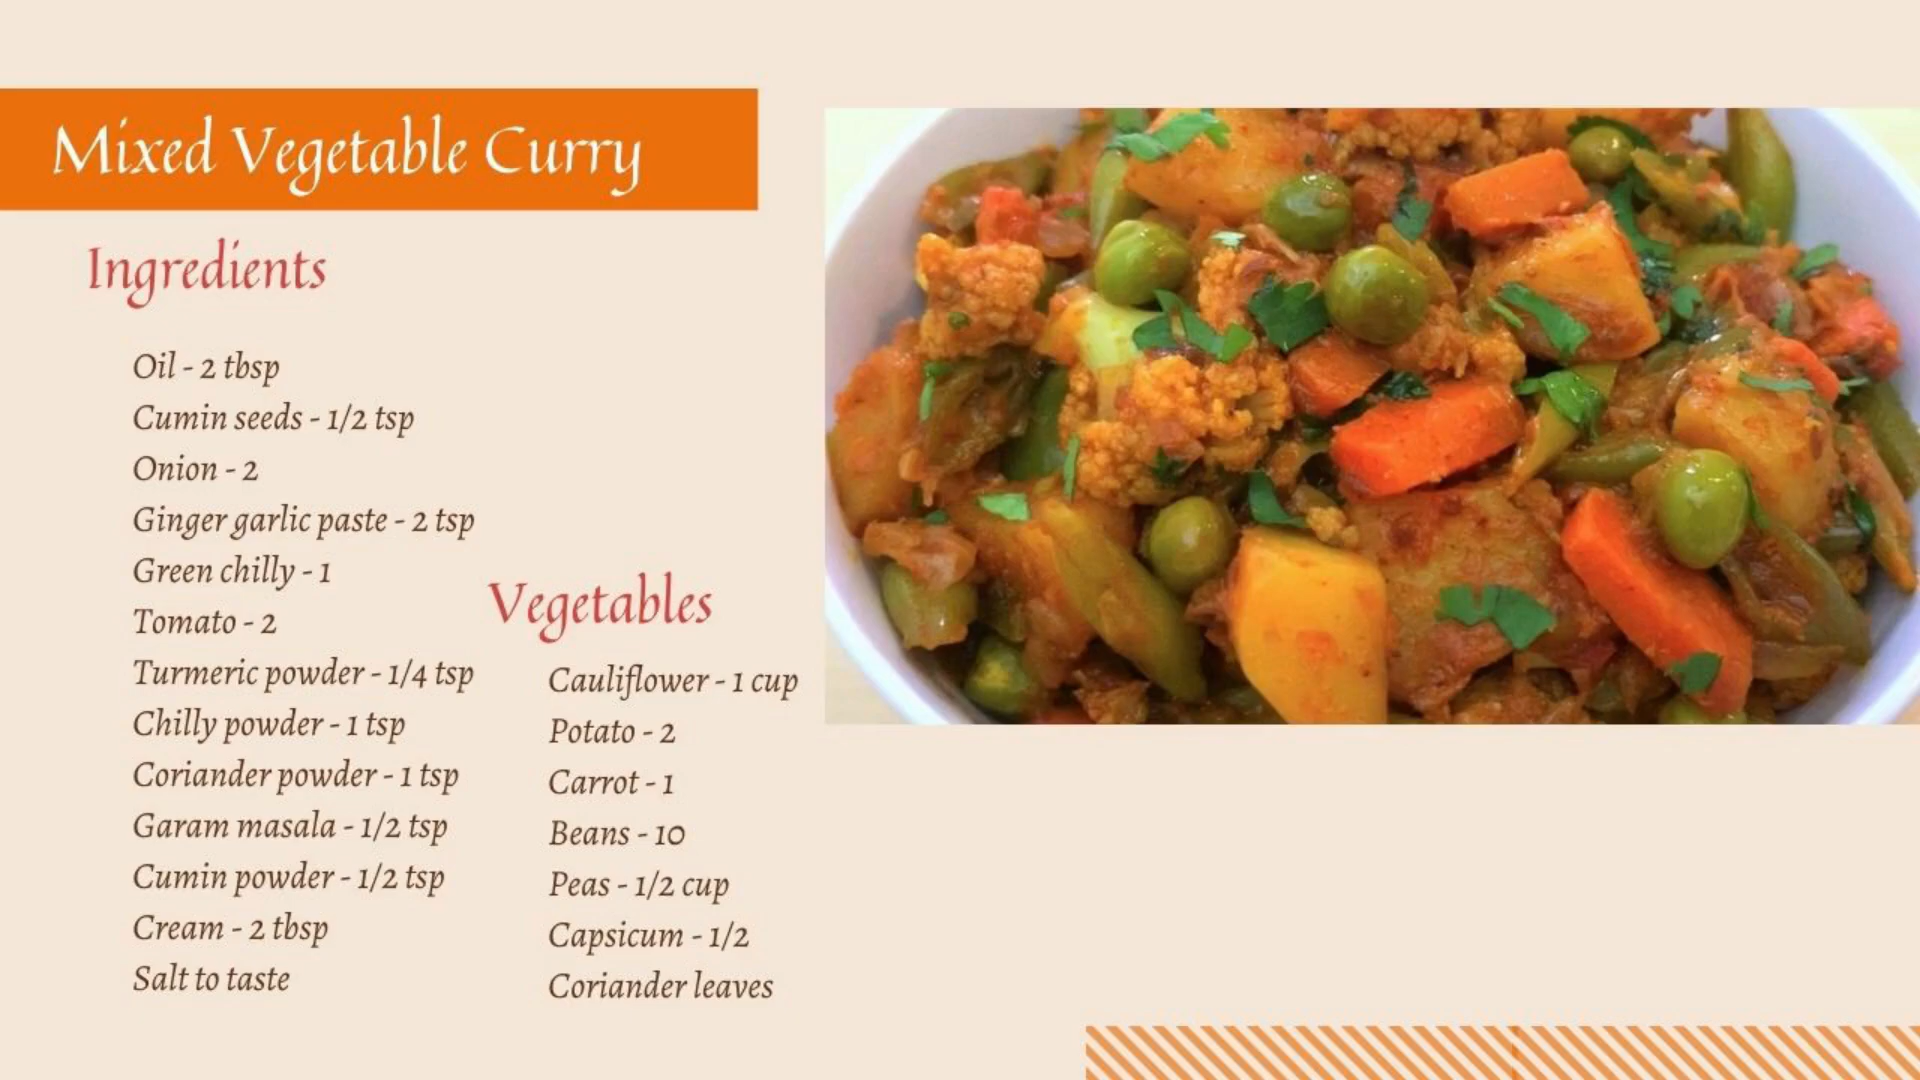 Mixed Vegetable Curry
Ingredients
Oil - 2 tbsp
Cumin seeds - 1/2 tsp
Onion - 2
Ginger garlic paste - 2 tsp
Green chilly - 1
Tomato - 2
Turmeric powder - 1/4 tsp
Chilly powder - 1 tsp
Coriander powder - 1 tsp
Garam masala - 1/2 tsp
Cumin powder - 1/2 tsp
Cream - 2 tbsp
Salt to taste
Vegetables
Cauliflower - 1 cup
Potato - 2
Carrot - 1
Beans - 10
Peas - 1/2 cup
Capsicum - 1/2
Coriander leaves